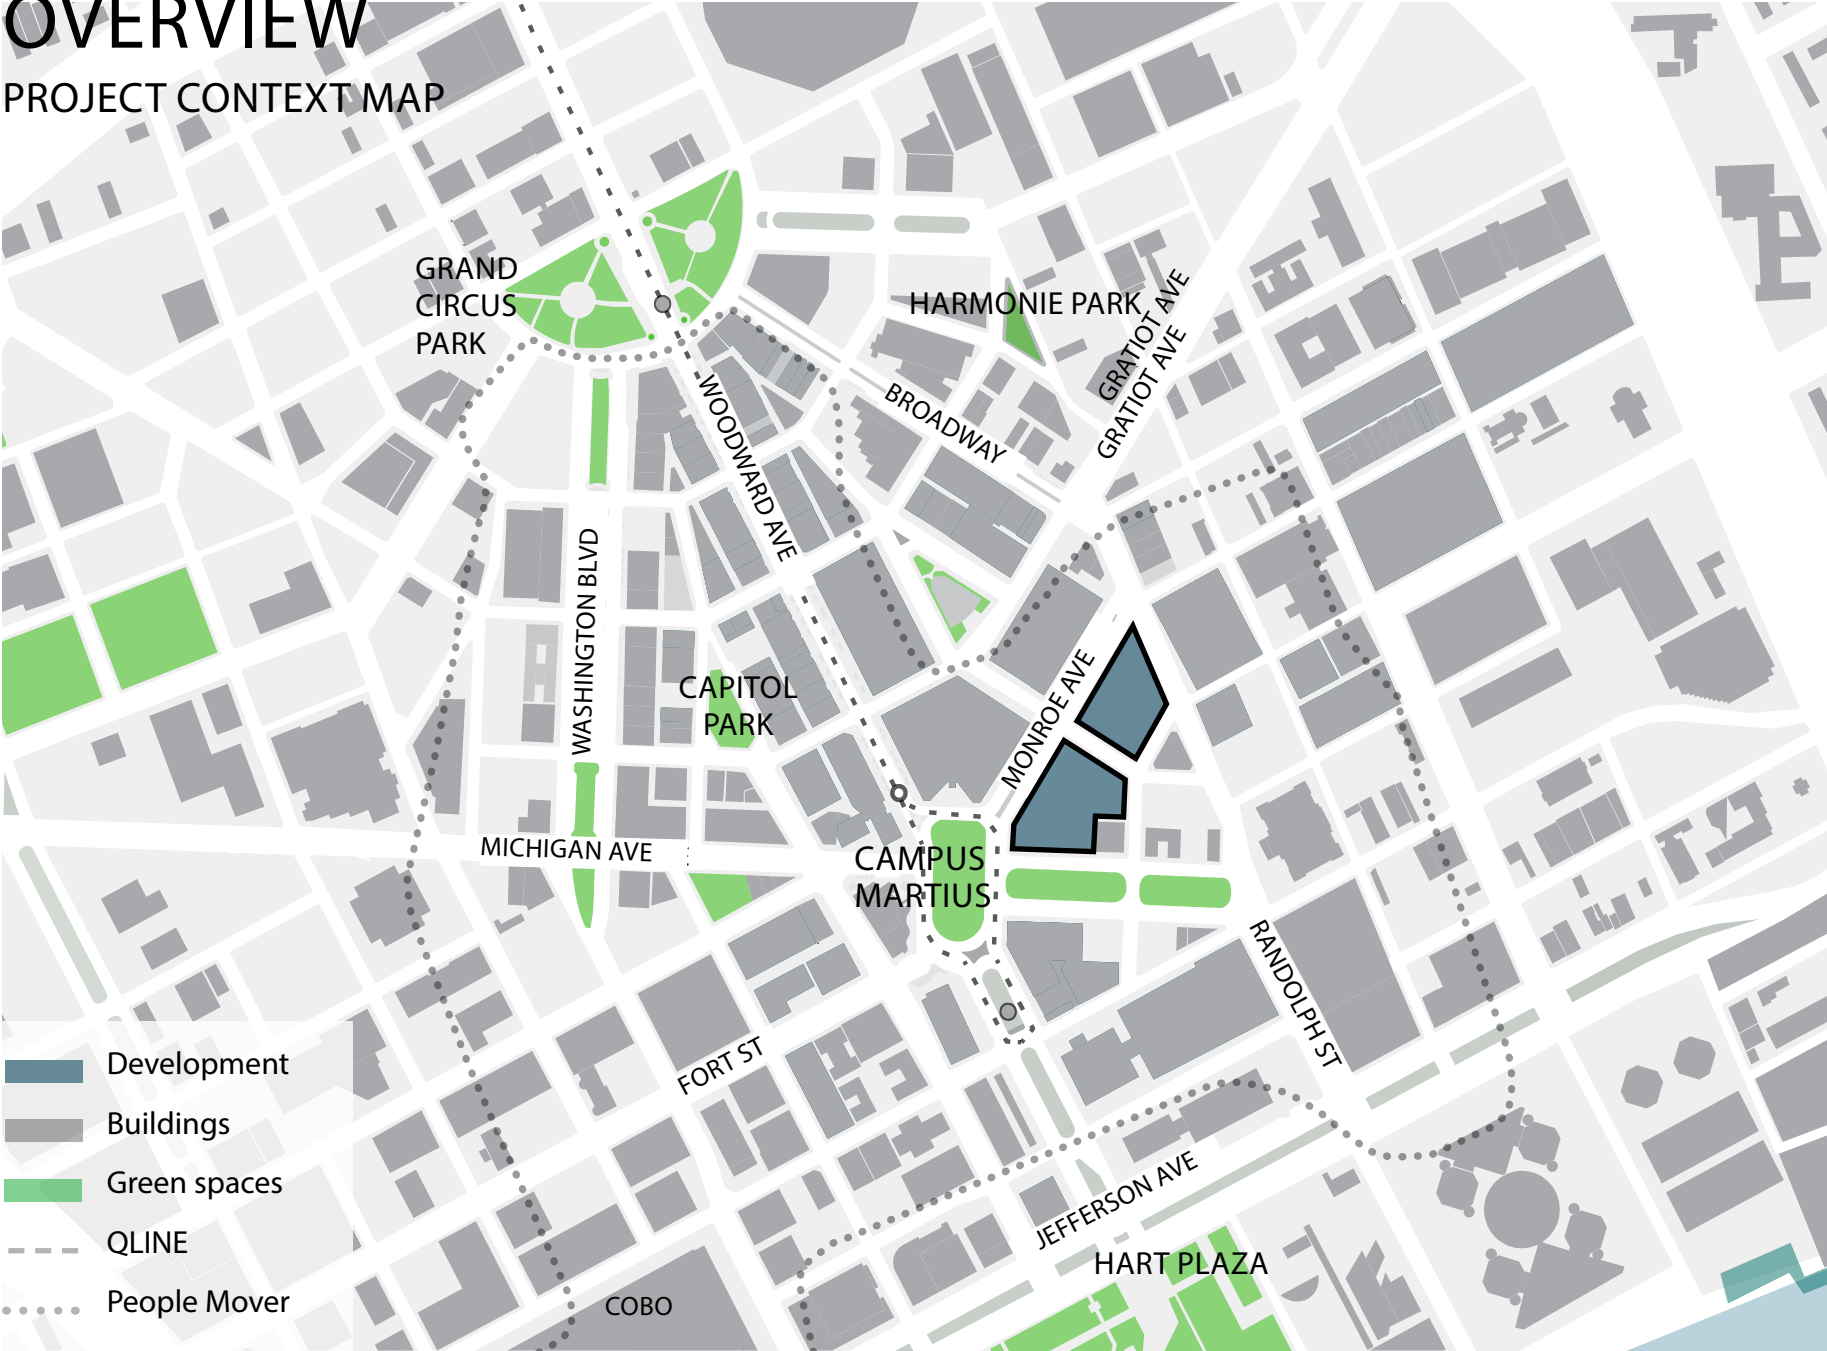 OVERVIEW
PROJECT CONTEXT MAP
GRAND
CIRCUS
PARK
HARMONIE PARK
GRATIOT AVE
GRATIOT AVE
BROADWAY
WOODWARD AVE
WASHINGTON BLVD
CAPITOL
PARK
MONROE AVE
MICHIGAN AVE
CAMPUS
MARTIUS
RANDOLPH ST
FORT ST
JEFFERSON AVE
HART PLAZA
COBO
Development
Buildings
Green spaces
QLINE
People Mover